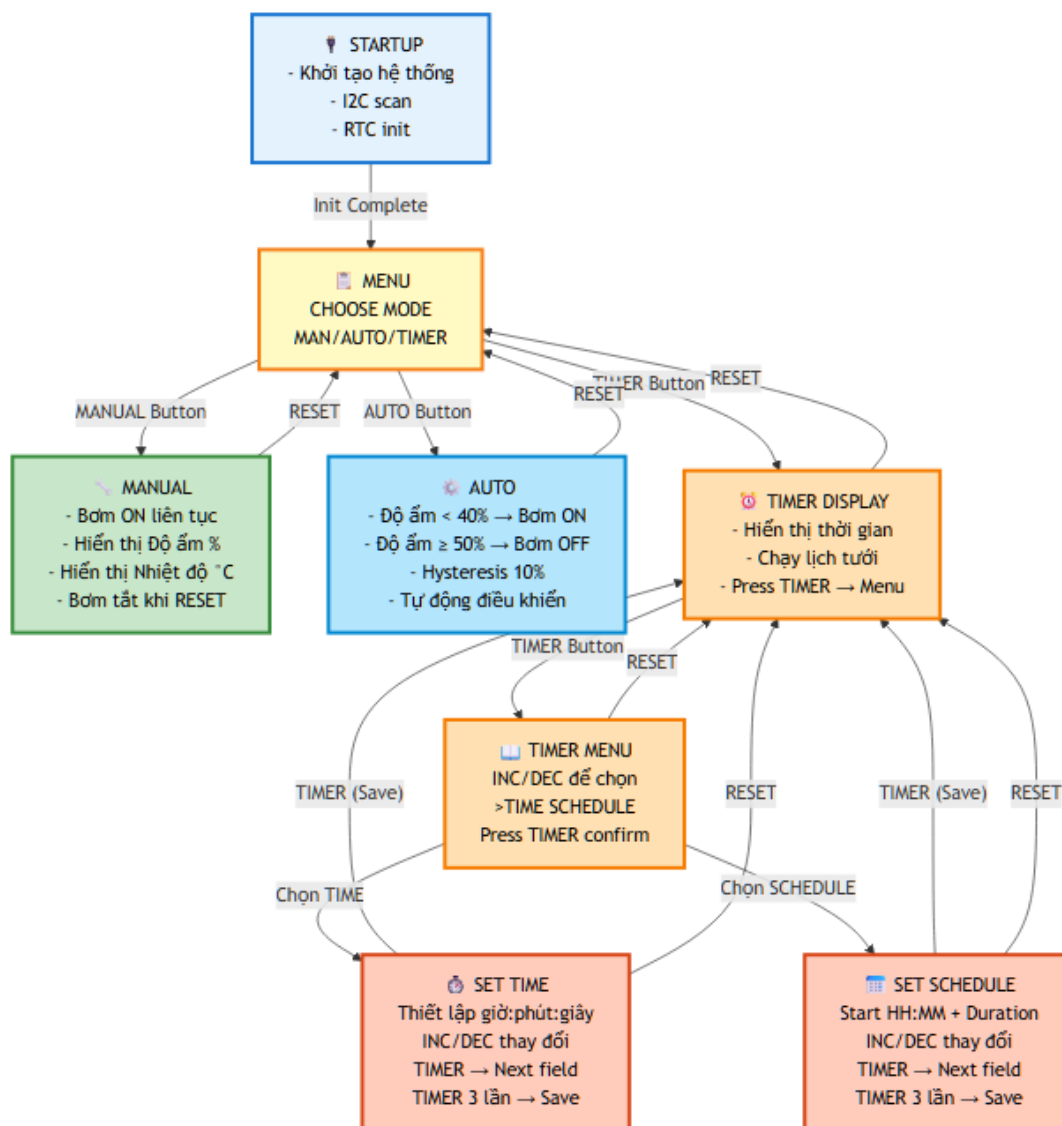 STARTUP
- Khởi tạo hệ thống
- I2C scan
- RTC init
Init Complete
MENU
CHOOSE MODE
MAN/AUTO/TIMER
MANUAL Button
RESET
AUTO Button
RESET
TIMER Button
RESET
MANUAL
- Bơm ON liên tục
- Hiển thị Độ ẩm %
- Hiển thị Nhiệt độ °C
- Bơm tắt khi RESET
AUTO
- Độ ẩm < 40% → Bơm ON
- Độ ẩm ≥ 50% → Bơm OFF
- Hysteresis 10%
- Tự động điều khiển
TIMER DISPLAY
- Hiển thị thời gian
- Chạy lịch tưới
- Press TIMER → Menu
TIMER Button
RESET
TIMER MENU
INC/DEC để chọn
>TIME SCHEDULE
Press TIMER confirm
TIMER (Save)
RESET
TIMER (Save)
RESET
Chọn TIME
Chọn SCHEDULE
SET TIME
Thiết lập giờ:phút:giây
INC/DEC thay đổi
TIMER → Next field
TIMER 3 lần → Save
SET SCHEDULE
Start HH:MM + Duration
INC/DEC thay đổi
TIMER → Next field
TIMER 3 lần → Save